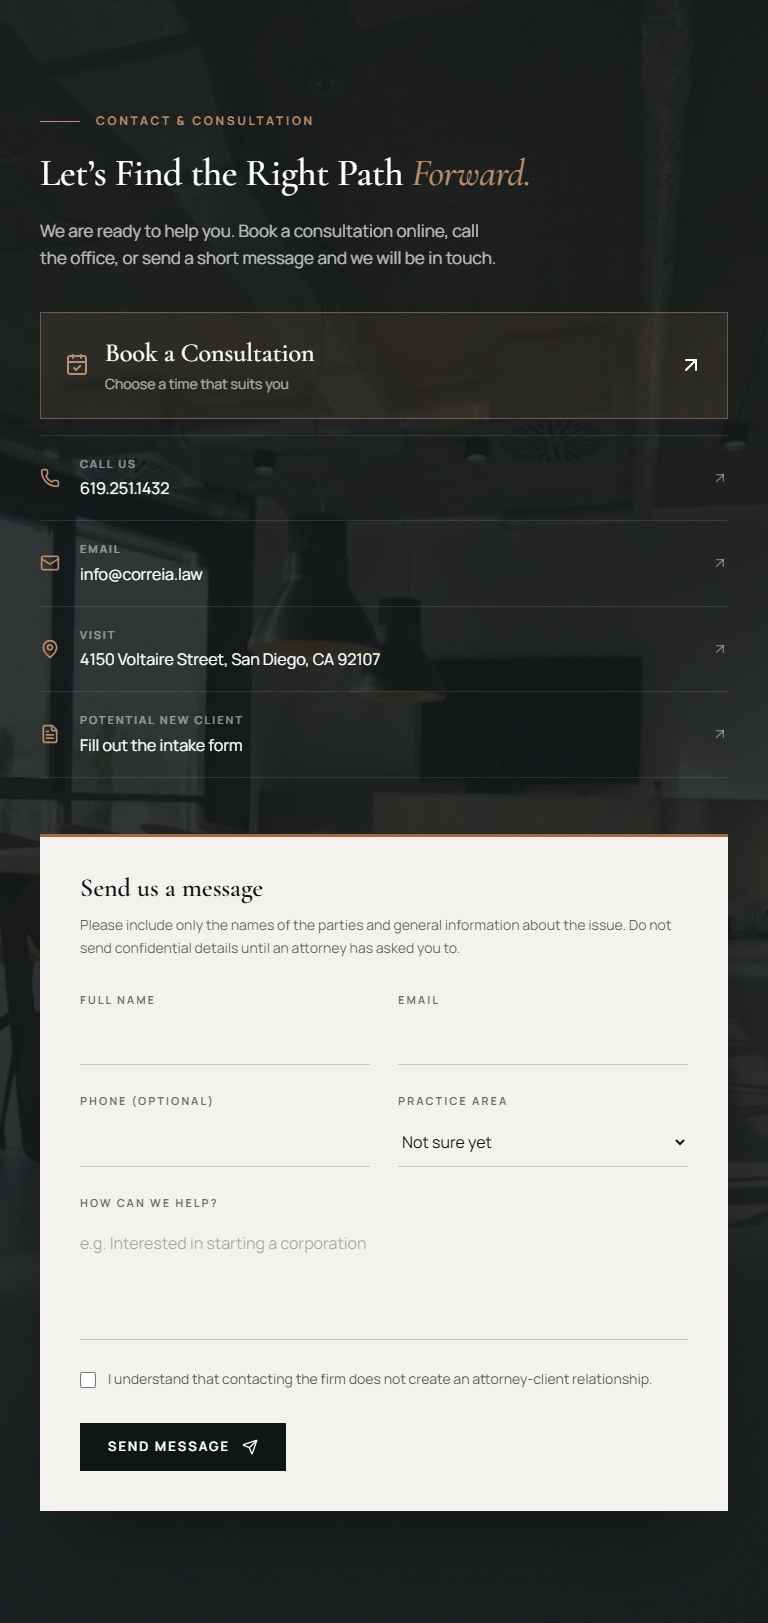 CONTACT & CONSULTATION
Let’s Find the Right Path Forward.
We are ready to help you. Book a consultation online, call
the office, or send a short message and we will be in touch.
Book a Consultation
Choose a time that suits you
CALL US
619.251.1432
EMAIL
info@correia.law
VISIT
4150 Voltaire Street, San Diego, CA 92107
POTENTIAL NEW CLIENT
Fill out the intake form
Send us a message
Please include only the names of the parties and general information about the issue. Do not
send confidential details until an attorney has asked you to.
FULL NAME
EMAIL
PHONE (OPTIONAL)
PRACTICE AREA
Not sure yet
HOW CAN WE HELP?
e.g. Interested in starting a corporation
I understand that contacting the firm does not create an attorney-client relationship.
SEND MESSAGE